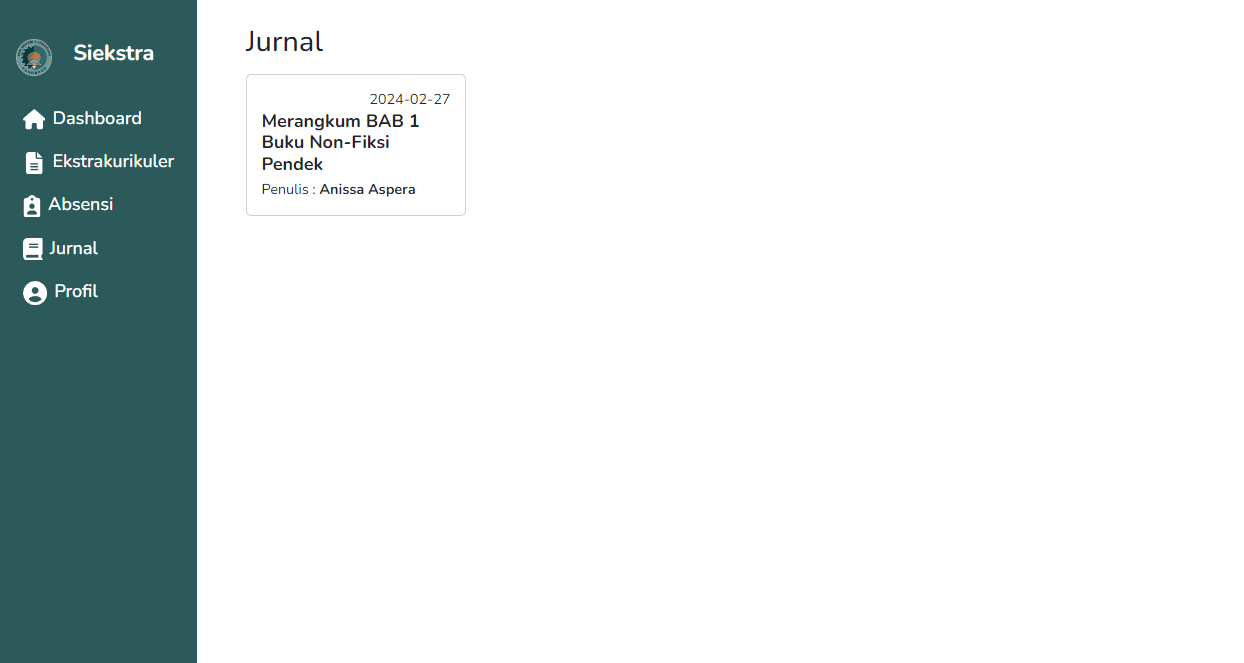 Siekstra
Dashboard
Ekstrakurikuler
Absensi
Jurnal
Profil
Jurnal
2024-02-27
Merangkum BAB 1
Buku Non-Fiksi
Pendek
Penulis : Anissa Aspera